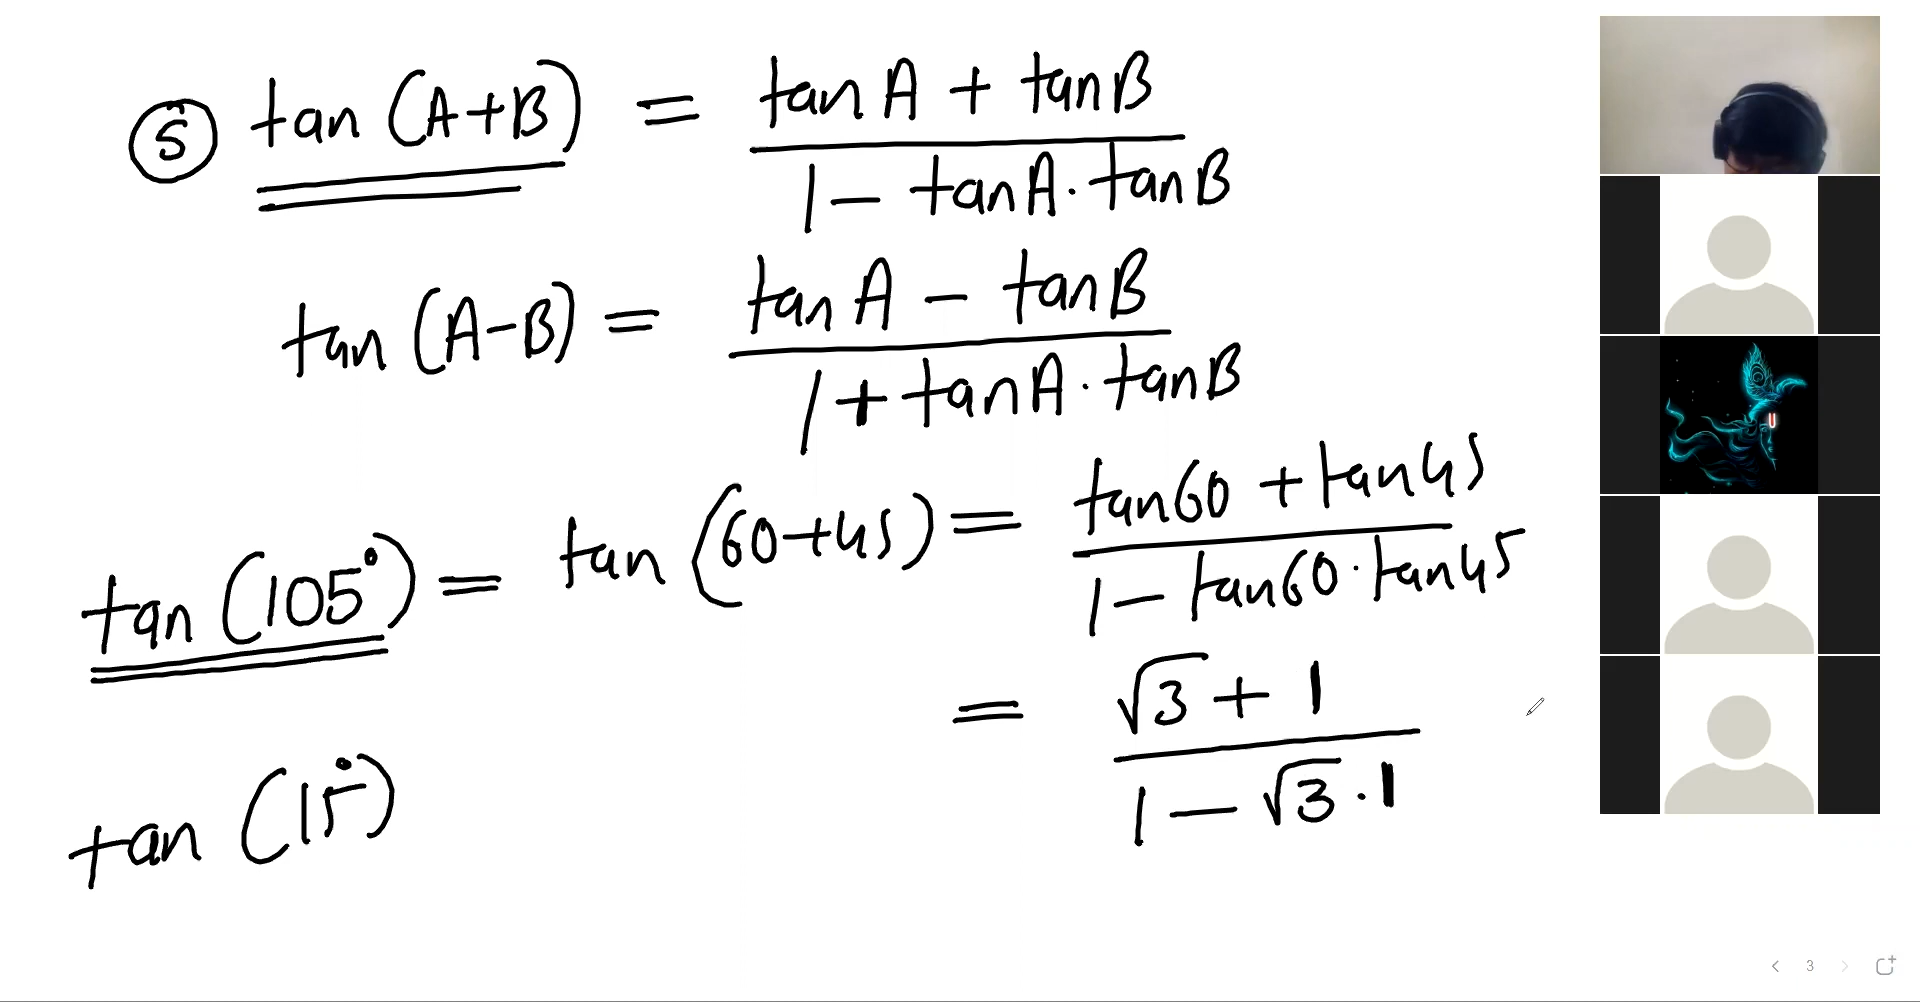 ⑤ tan (A+B) = (tan A + tan B) / (1 - tan A . tan B)
tan (A-B) = (tan A - tan B) / (1 + tan A . tan B)
tan (105°) = tan (60+45) = (tan 60 + tan 45) / (1 - tan 60 . tan 45)
= (√3 + 1) / (1 - √3 . 1)
tan (15°)
3